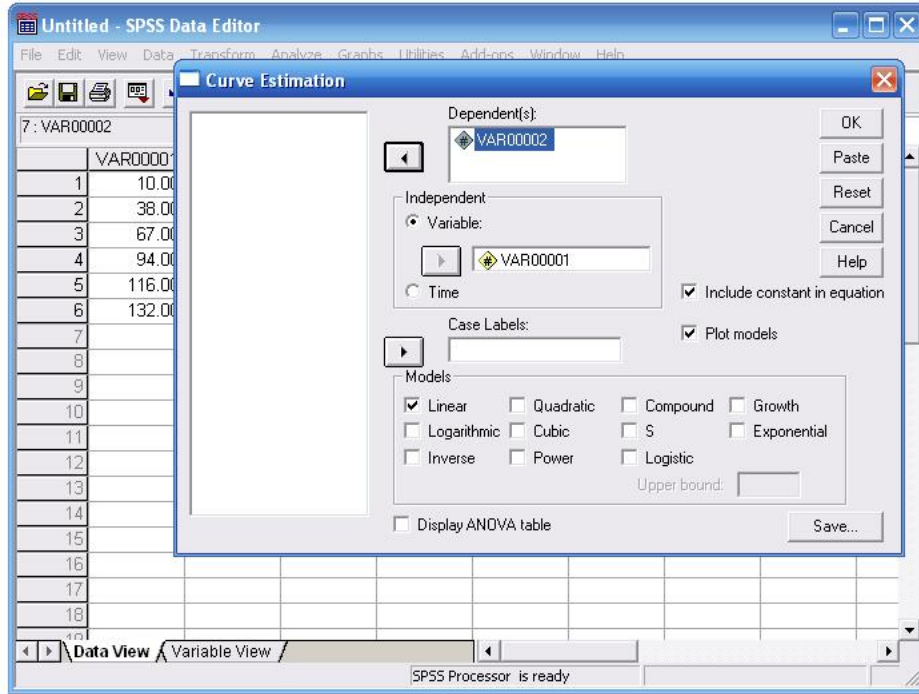 Untitled - SPSS Data Editor
File Edit View Data Transform Analyze Graphs Utilities Add-ons Window Help
Curve Estimation
7 : VAR00002
Dependent(s):
VAR00002
OK
Paste
Reset
Cancel
Help
Independent
Variable:
VAR00001
Time
Include constant in equation
Case Labels:
Plot models
Models
Linear Quadratic Compound Growth
Logarithmic Cubic S Exponential
Inverse Power Logistic
Upper bound:
Display ANOVA table
Save...
VAR00001
1 10.00
2 38.00
3 67.00
4 94.00
5 116.00
6 132.00
7
8
9
10
11
12
13
14
15
16
17
18
19
Data View Variable View
SPSS Processor is ready